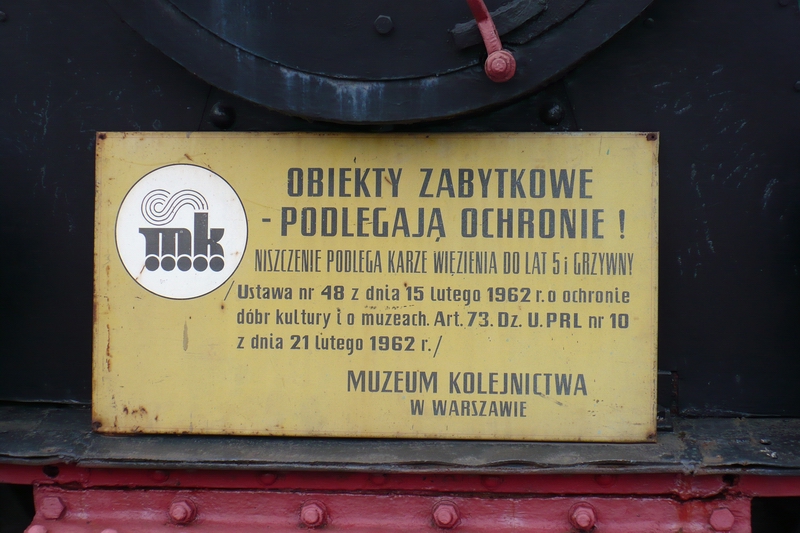 mk
OBIEKTY ZABYTKOWE
- PODLEGAJĄ OCHRONIE !
NISZCZENIE PODLEGA KARZE WIĘZIENIA DO LAT 5 i GRZYWNY
/Ustawa nr 48 z dnia 15 lutego 1962 r. o ochronie
dóbr kultury i o muzeach. Art. 73. Dz. U. PRL nr 10
z dnia 21 lutego 1962 r./
MUZEUM KOLEJNICTWA
W WARSZAWIE